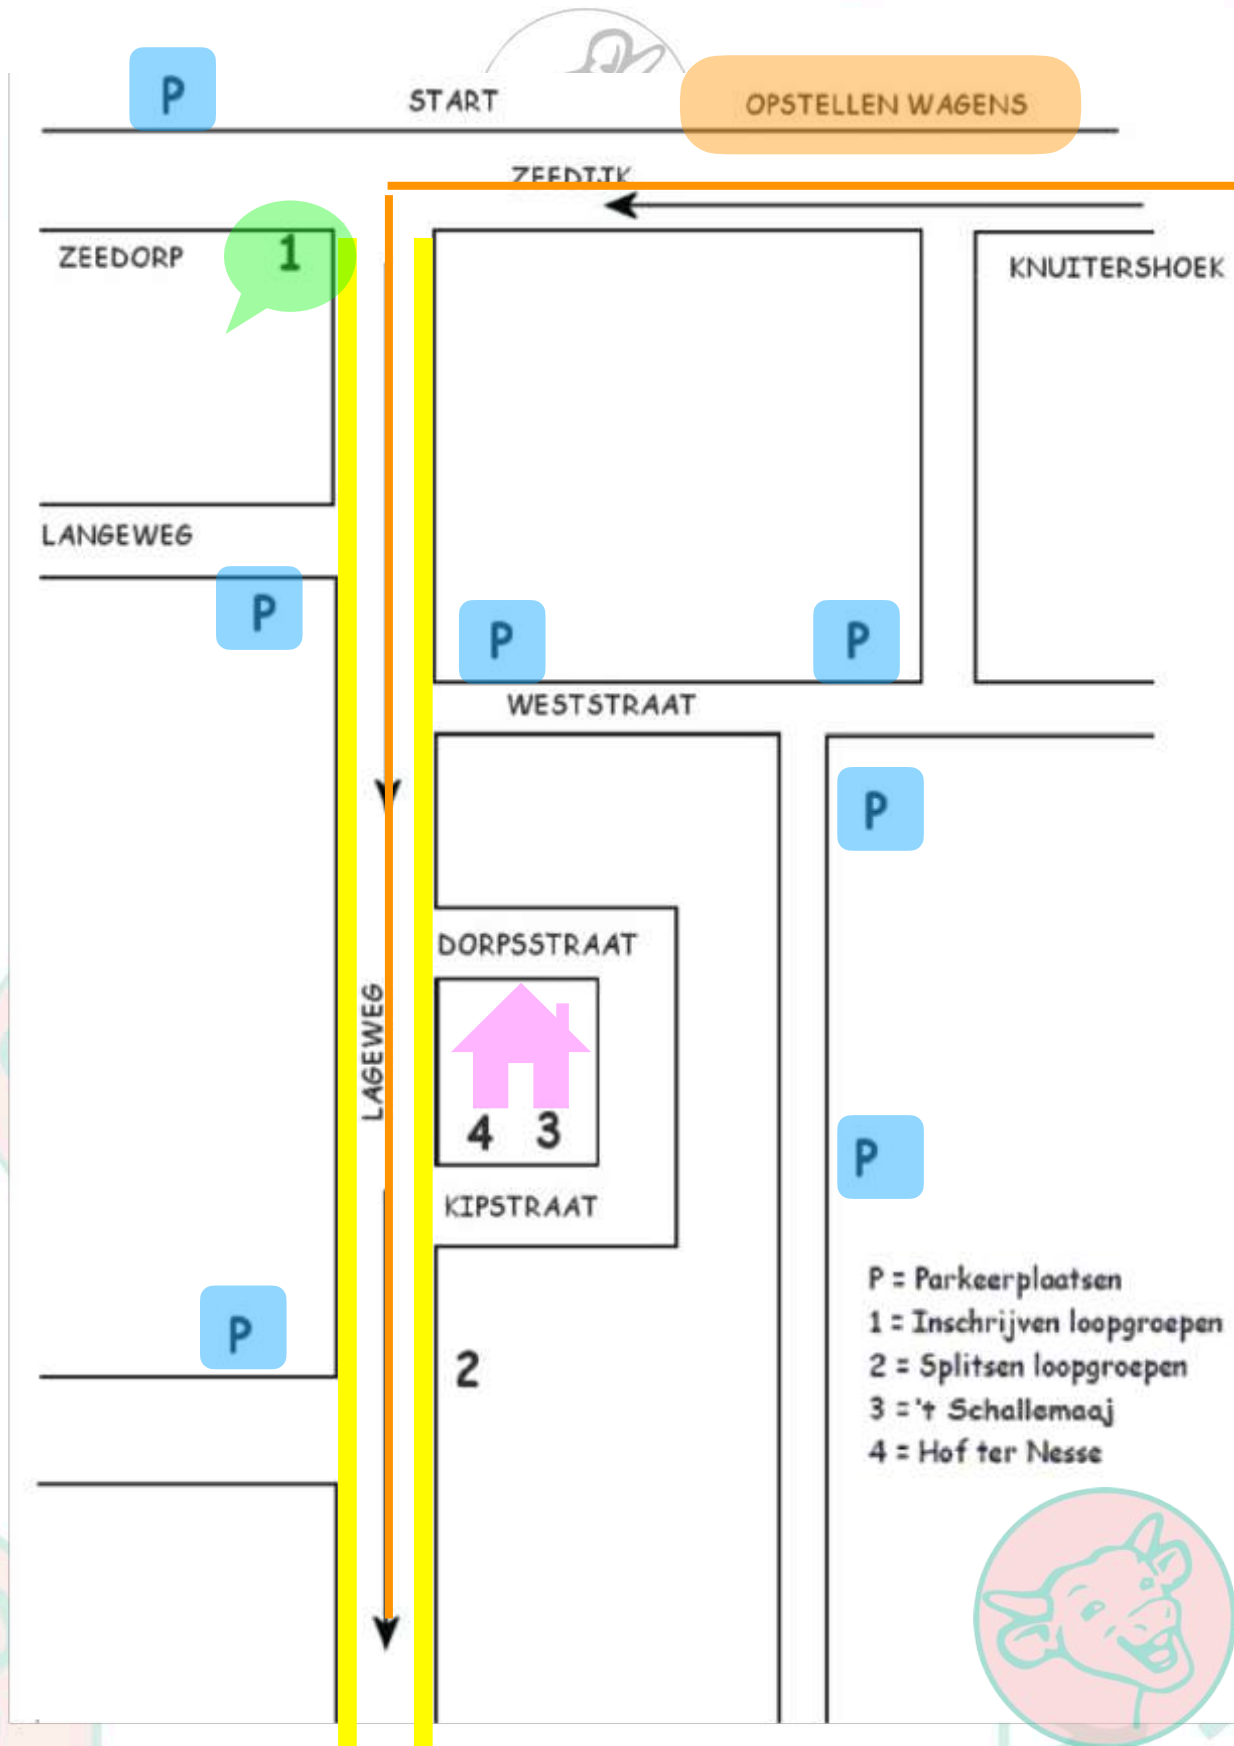 P
START
OPSTELLEN WAGENS
ZEEDIJK
1
ZEEDORP
KNUITERSHOEK
LANGEWEG
P
P
P
WESTSTRAAT
P
DORPSSTRAAT
LAGEWEG
4 3
P
KIPSTRAAT
P = Parkeerplaatsen
1 = Inschrijven loopgroepen
2 = Splitsen loopgroepen
3 = 't Schallemaaj
4 = Hof ter Nesse
P
2